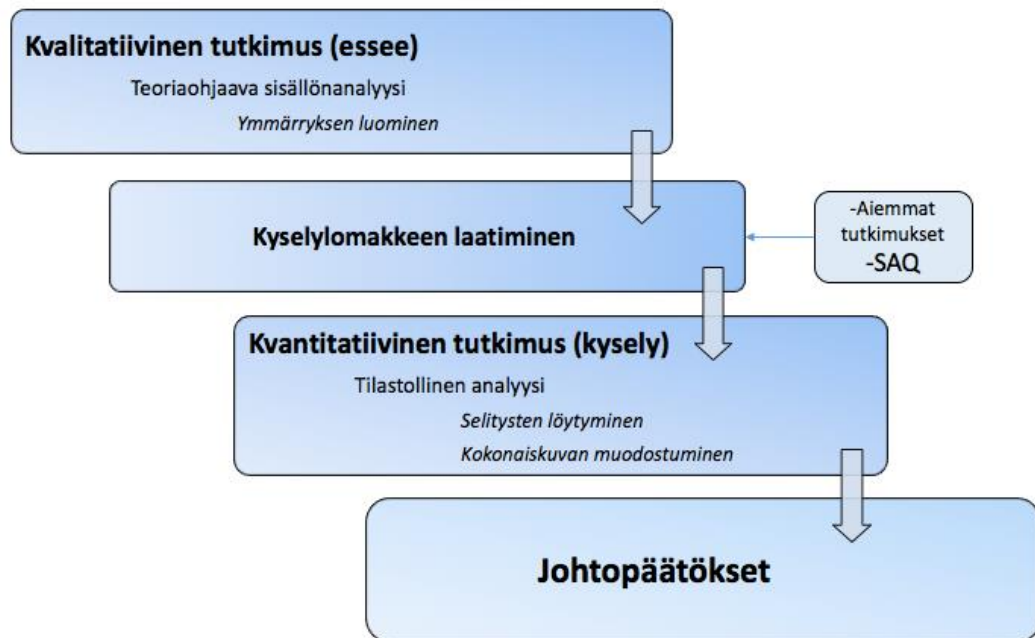 Kvalitatiivinen tutkimus (essee)
Teoriaohjaava sisällönanalyysi
Ymmärryksen luominen
Kyselylomakkeen laatiminen
-Aiemmat
tutkimukset
-SAQ
Kvantitatiivinen tutkimus (kysely)
Tilastollinen analyysi
Selitysten löytyminen
Kokonaiskuvan muodostuminen
Johtopäätökset